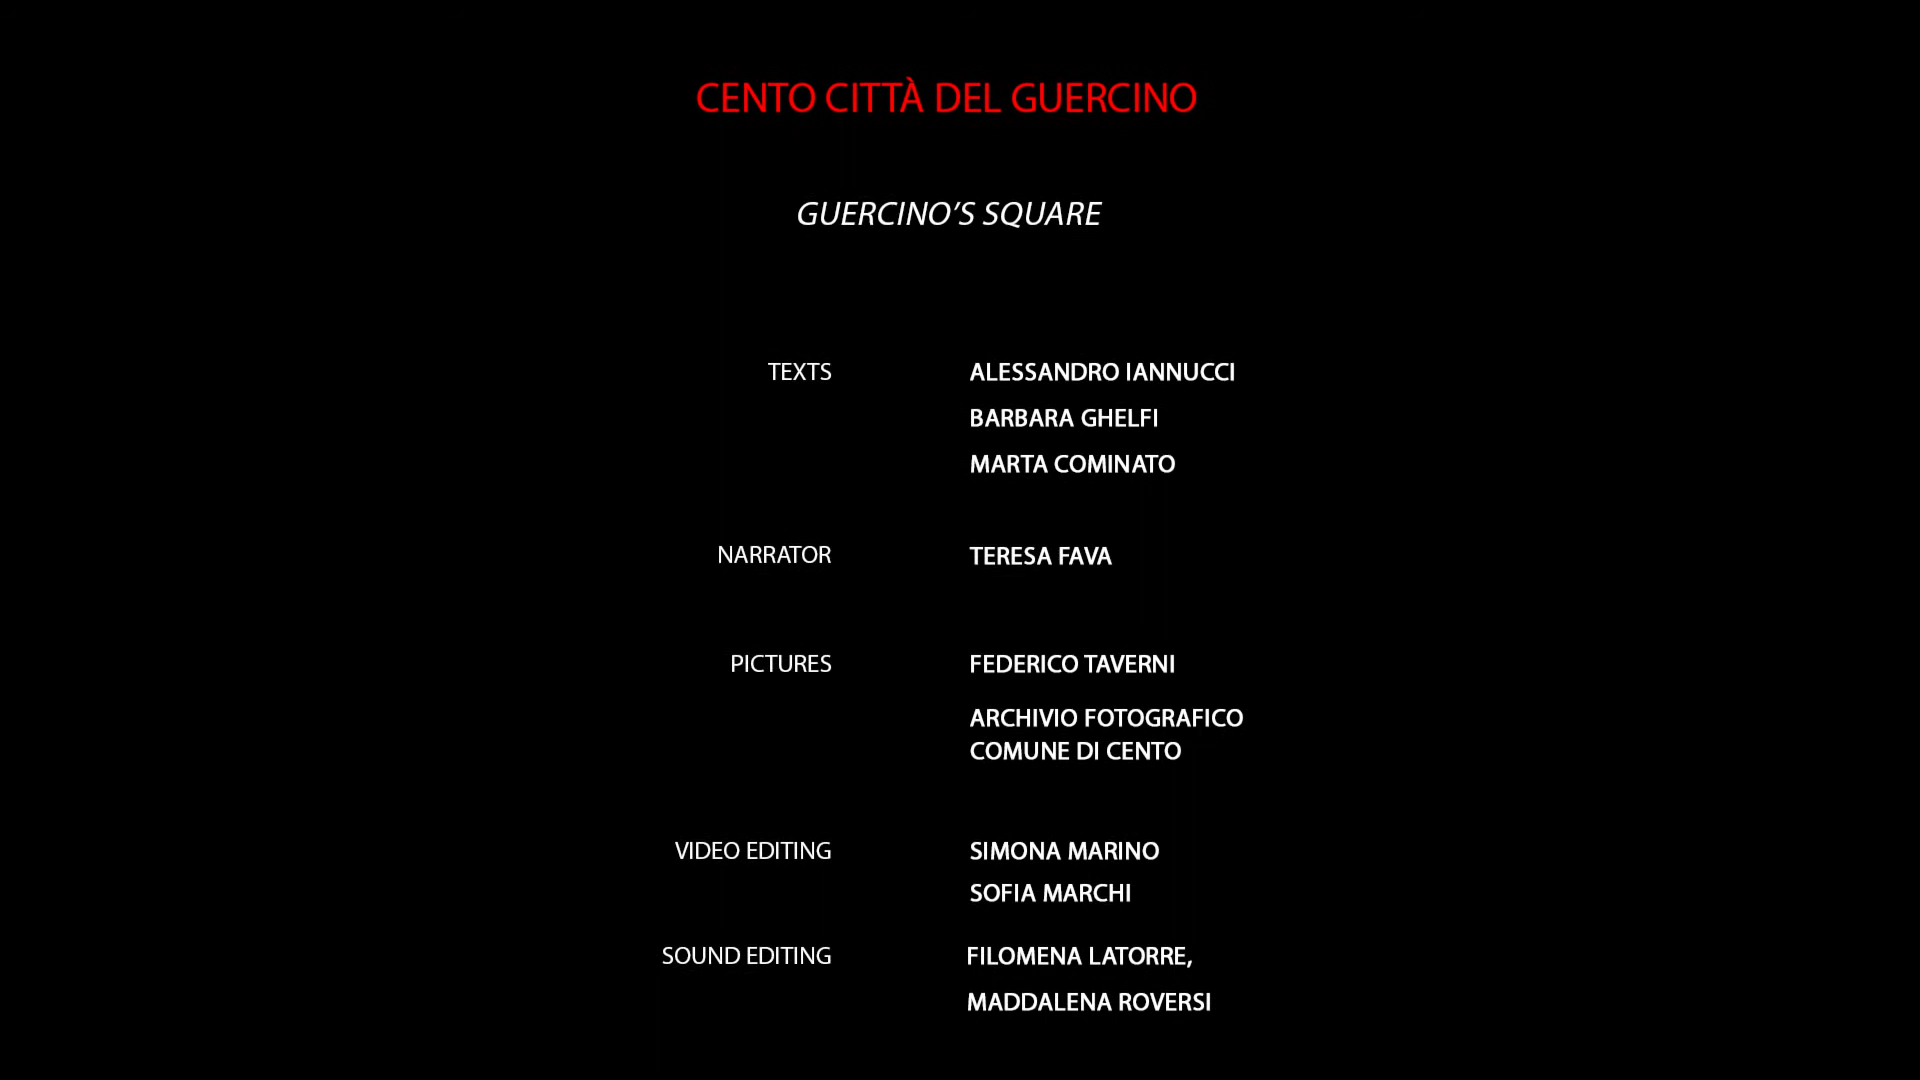 CENTO CITTÀ DEL GUERCINO
GUERCINO’S SQUARE
TEXTS ALESSANDRO IANNUCCI
BARBARA GHELFI
MARTA COMINATO
NARRATOR TERESA FAVA
PICTURES FEDERICO TAVERNI
ARCHIVIO FOTOGRAFICO
COMUNE DI CENTO
VIDEO EDITING SIMONA MARINO
SOFIA MARCHI
SOUND EDITING FILOMENA LATORRE,
MADDALENA ROVERSI